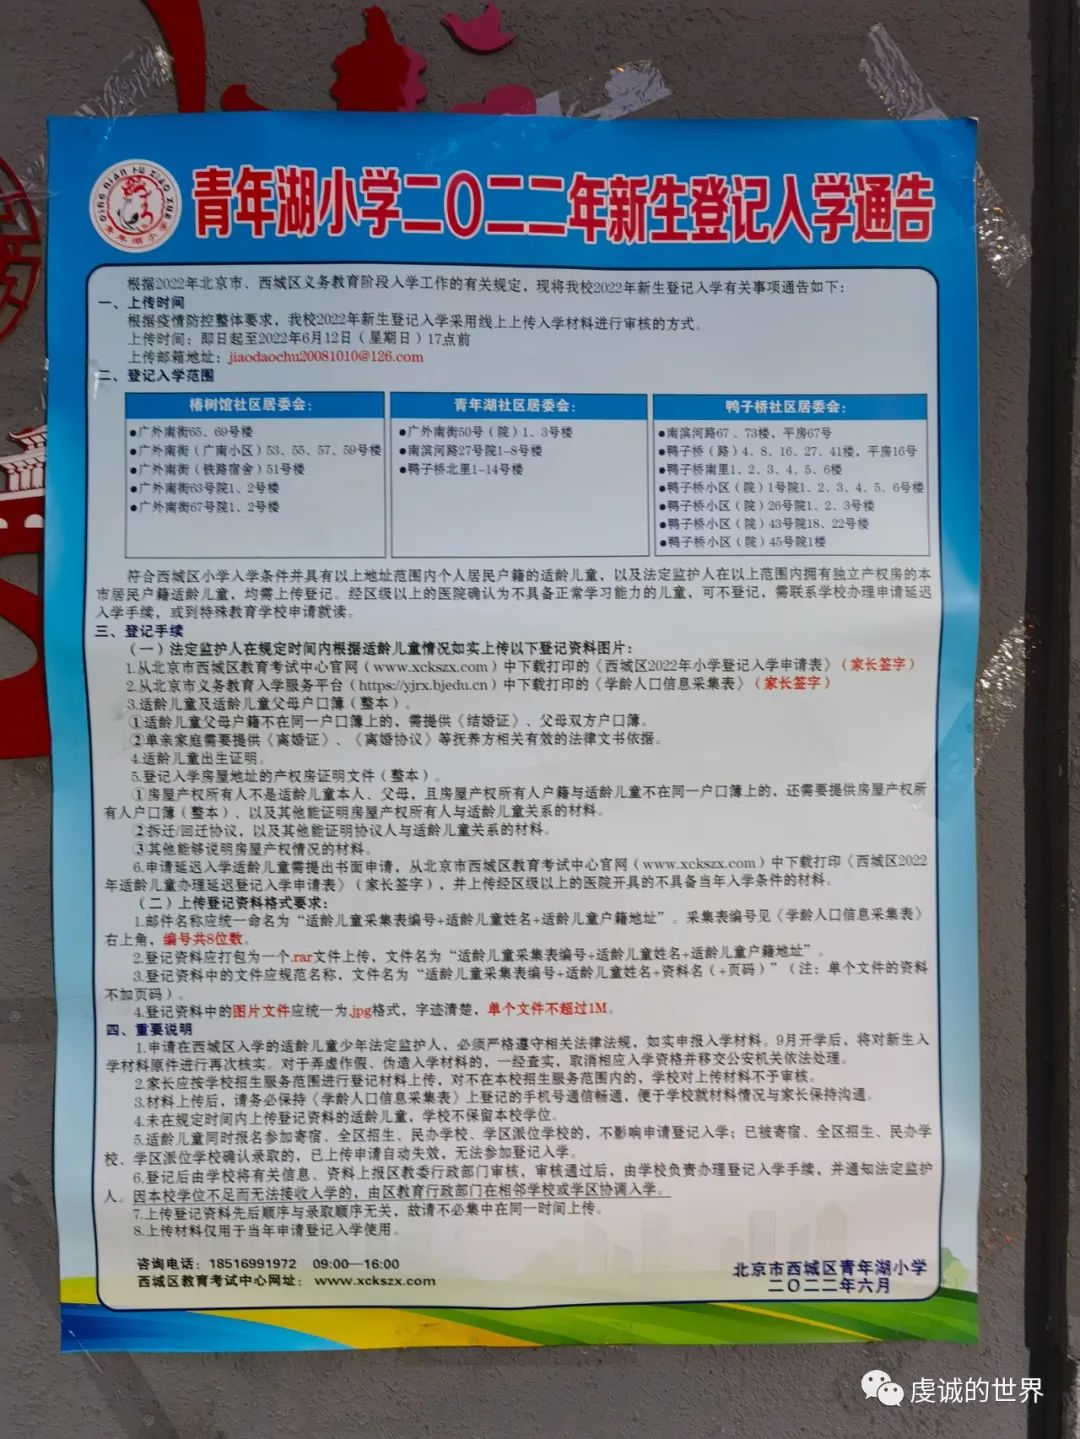 QING NIAN HU XIAO XUE
青年湖小学
青年湖小学二〇二二年新生登记入学通告
根据2022年北京市、西城区义务教育阶段入学工作的有关规定，现将我校2022年新生登记入学有关事项通告如下：
一、上传时间
根据疫情防控整体要求，我校2022年新生登记入学采用线上上传入学材料进行审核的方式。
上传时间：即日起至2022年6月12日（星期日）17点前
上传邮箱地址：jiaodaochu20081010@126.com
二、登记入学范围
椿树馆社区居委会：
●广外南街65、69号楼
●广外南街（广南小区）53、55、57、59号楼
●广外南街（铁路宿舍）51号楼
●广外南街63号院1、2号楼
●广外南街67号院1、2号楼
青年湖社区居委会：
●广外南街50号（院）1、3号楼
●南滨河路27号院1-8号楼
●鸭子桥北里1-14号楼
鸭子桥社区居委会：
●南滨河路67、73楼，平房67号
●鸭子桥（路）4、8、16、27、41楼，平房16号
●鸭子桥南里1、2、3、4、5、6楼
●鸭子桥小区（院）1号院1、2、3、4、5、6号楼
●鸭子桥小区（院）26号院1、2、3号楼
●鸭子桥小区（院）43号院18、22号楼
●鸭子桥小区（院）45号院1楼
符合西城区小学入学条件并具有以上地址范围内个人居民户籍的适龄儿童，以及法定监护人在以上范围内拥有独立产权房的本
市居民户籍适龄儿童，均需上传登记。经区级以上的医院确认为不具备正常学习能力的儿童，可不登记，需联系学校办理申请延迟
入学手续，或到特殊教育学校申请就读。
三、登记手续
（一）法定监护人在规定时间内根据适龄儿童情况如实上传以下登记资料图片：
1.从北京市西城区教育考试中心官网（www.xckszx.com）中下载打印的《西城区2022年小学登记入学申请表》（家长签字）
2.从北京市义务教育入学服务平台（https://yjrx.bjedu.cn）中下载打印的《学龄人口信息采集表》（家长签字）
3.适龄儿童及适龄儿童父母户口簿（整本）。
①适龄儿童父母户籍不在同一户口簿上的，需提供《结婚证》、父母双方户口簿。
②单亲家庭需要提供《离婚证》、《离婚协议》等抚养方相关有效的法律文书依据。
4.适龄儿童出生证明。
5.登记入学房屋地址的产权房证明文件（整本）。
①房屋产权所有人不是适龄儿童本人、父母，且房屋产权所有人户籍与适龄儿童不在同一户口簿上的，还需要提供房屋产权所
有人户口簿（整本）、以及其他能证明房屋产权所有人与适龄儿童关系的材料。
②拆迁/回迁协议，以及其他能证明协议人与适龄儿童关系的材料。
③其他能够说明房屋产权情况的材料。
6.申请延迟入学适龄儿童需提出书面申请，从北京市西城区教育考试中心官网（www.xckszx.com）中下载打印《西城区2022
年适龄儿童办理延迟登记入学申请表》（家长签字），并上传经区级以上的医院开具的不具备当年入学条件的材料。
（二）上传登记资料格式要求：
1.邮件名称应统一命名为“适龄儿童采集表编号+适龄儿童姓名+适龄儿童户籍地址”。采集表编号见《学龄人口信息采集表》
右上角，编号共8位数。
2.登记资料应打包为一个.rar文件上传，文件名为“适龄儿童采集表编号+适龄儿童姓名+适龄儿童户籍地址”。
3.登记资料中的文件应规范名称，文件名为“适龄儿童采集表编号+适龄儿童姓名+资料名（+页码）”（注：单个文件的资料
不加页码）。
4.登记资料中的图片文件应统一为.jpg格式，字迹清楚，单个文件不超过1M。
四、重要说明
1.申请在西城区入学的适龄儿童少年法定监护人，必须严格遵守相关法律法规，如实申报入学材料。9月开学后，将对新生入
学材料原件进行再次核实。对于弄虚作假、伪造入学材料的，一经查实，取消相应入学资格并移交公安机关依法处理。
2.家长应按学校招生服务范围进行登记材料上传，对不在本校招生服务范围内的，学校对上传材料不予审核。
3.材料上传后，请务必保持《学龄人口信息采集表》上登记的手机号通信畅通，便于学校就材料情况与家长保持沟通。
4.未在规定时间内上传登记资料的适龄儿童，学校不保留本校学位。
5.适龄儿童同时报名参加寄宿、全区招生、民办学校、学区派位学校的，不影响申请登记入学；已被寄宿、全区招生、民办学
校、学区派位学校确认录取的，已上传申请自动失效，无法参加登记入学。
6.登记后由学校将有关信息、资料上报区教委行政部门审核，审核通过后，由学校负责办理登记入学手续，并通知法定监护
人。因本校学位不足而无法接收入学的，由区教育行政部门在相邻学校或学区协调入学。
7.上传登记资料先后顺序与录取顺序无关，故请不必集中在同一时间上传。
8.上传材料仅用于当年申请登记入学使用。
咨询电话：18516991972 09:00—16:00
西城区教育考试中心网址：www.xckszx.com
北京市西城区青年湖小学
二〇二二年六月
虔诚的世界